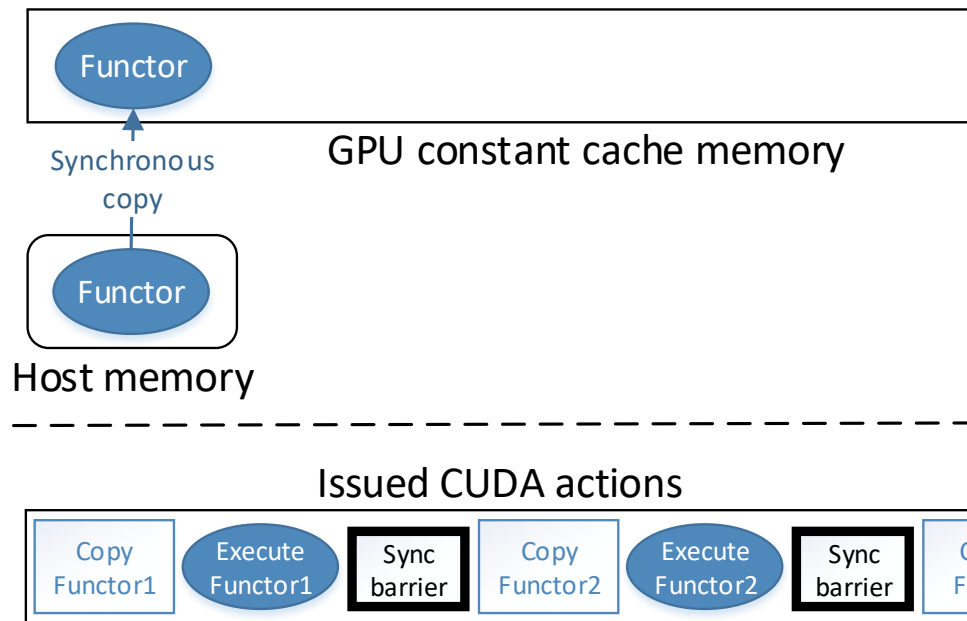 Functor
GPU constant cache memory
Synchronous
copy
Functor
Host memory
Issued CUDA actions
Copy
Functor1
Execute
Functor1
Sync
barrier
Copy
Functor2
Execute
Functor2
Sync
barrier